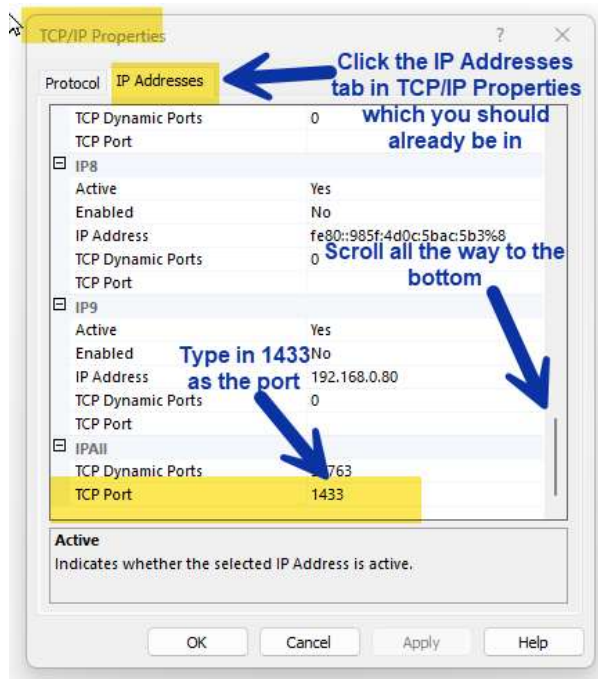 TCP/IP Properties ? ×
Click the IP Addresses
tab in TCP/IP Properties
which you should
already be in
Protocol IP Addresses
TCP Dynamic Ports 0
TCP Port
IP8
Active Yes
Enabled No
IP Address fe80::985f:4d0c:5bac:5b3%8
TCP Dynamic Ports 0
TCP Port
Scroll all the way to the
bottom
IP9
Active Yes
Enabled No
IP Address 192.168.0.80
TCP Dynamic Ports 0
TCP Port
Type in 1433
as the port
IPAll
TCP Dynamic Ports 763
TCP Port 1433
Active
Indicates whether the selected IP Address is active.
OK Cancel Apply Help